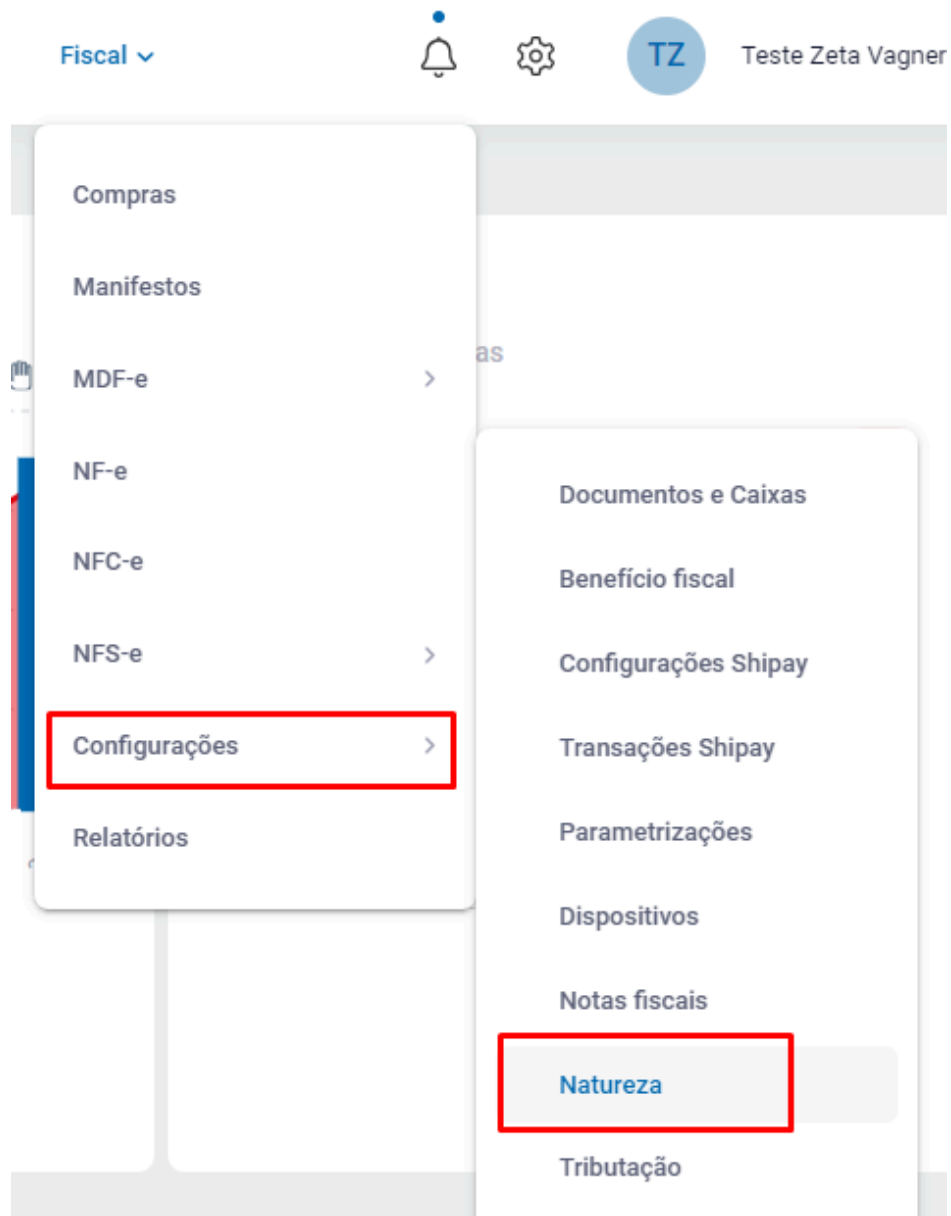 Fiscal
TZ
Teste Zeta Vagner
Compras
Manifestos
as
MDF-e
NF-e
NFC-e
NFS-e
Configurações
Relatórios
Documentos e Caixas
Benefício fiscal
Configurações Shipay
Transações Shipay
Parametrizações
Dispositivos
Notas fiscais
Natureza
Tributação